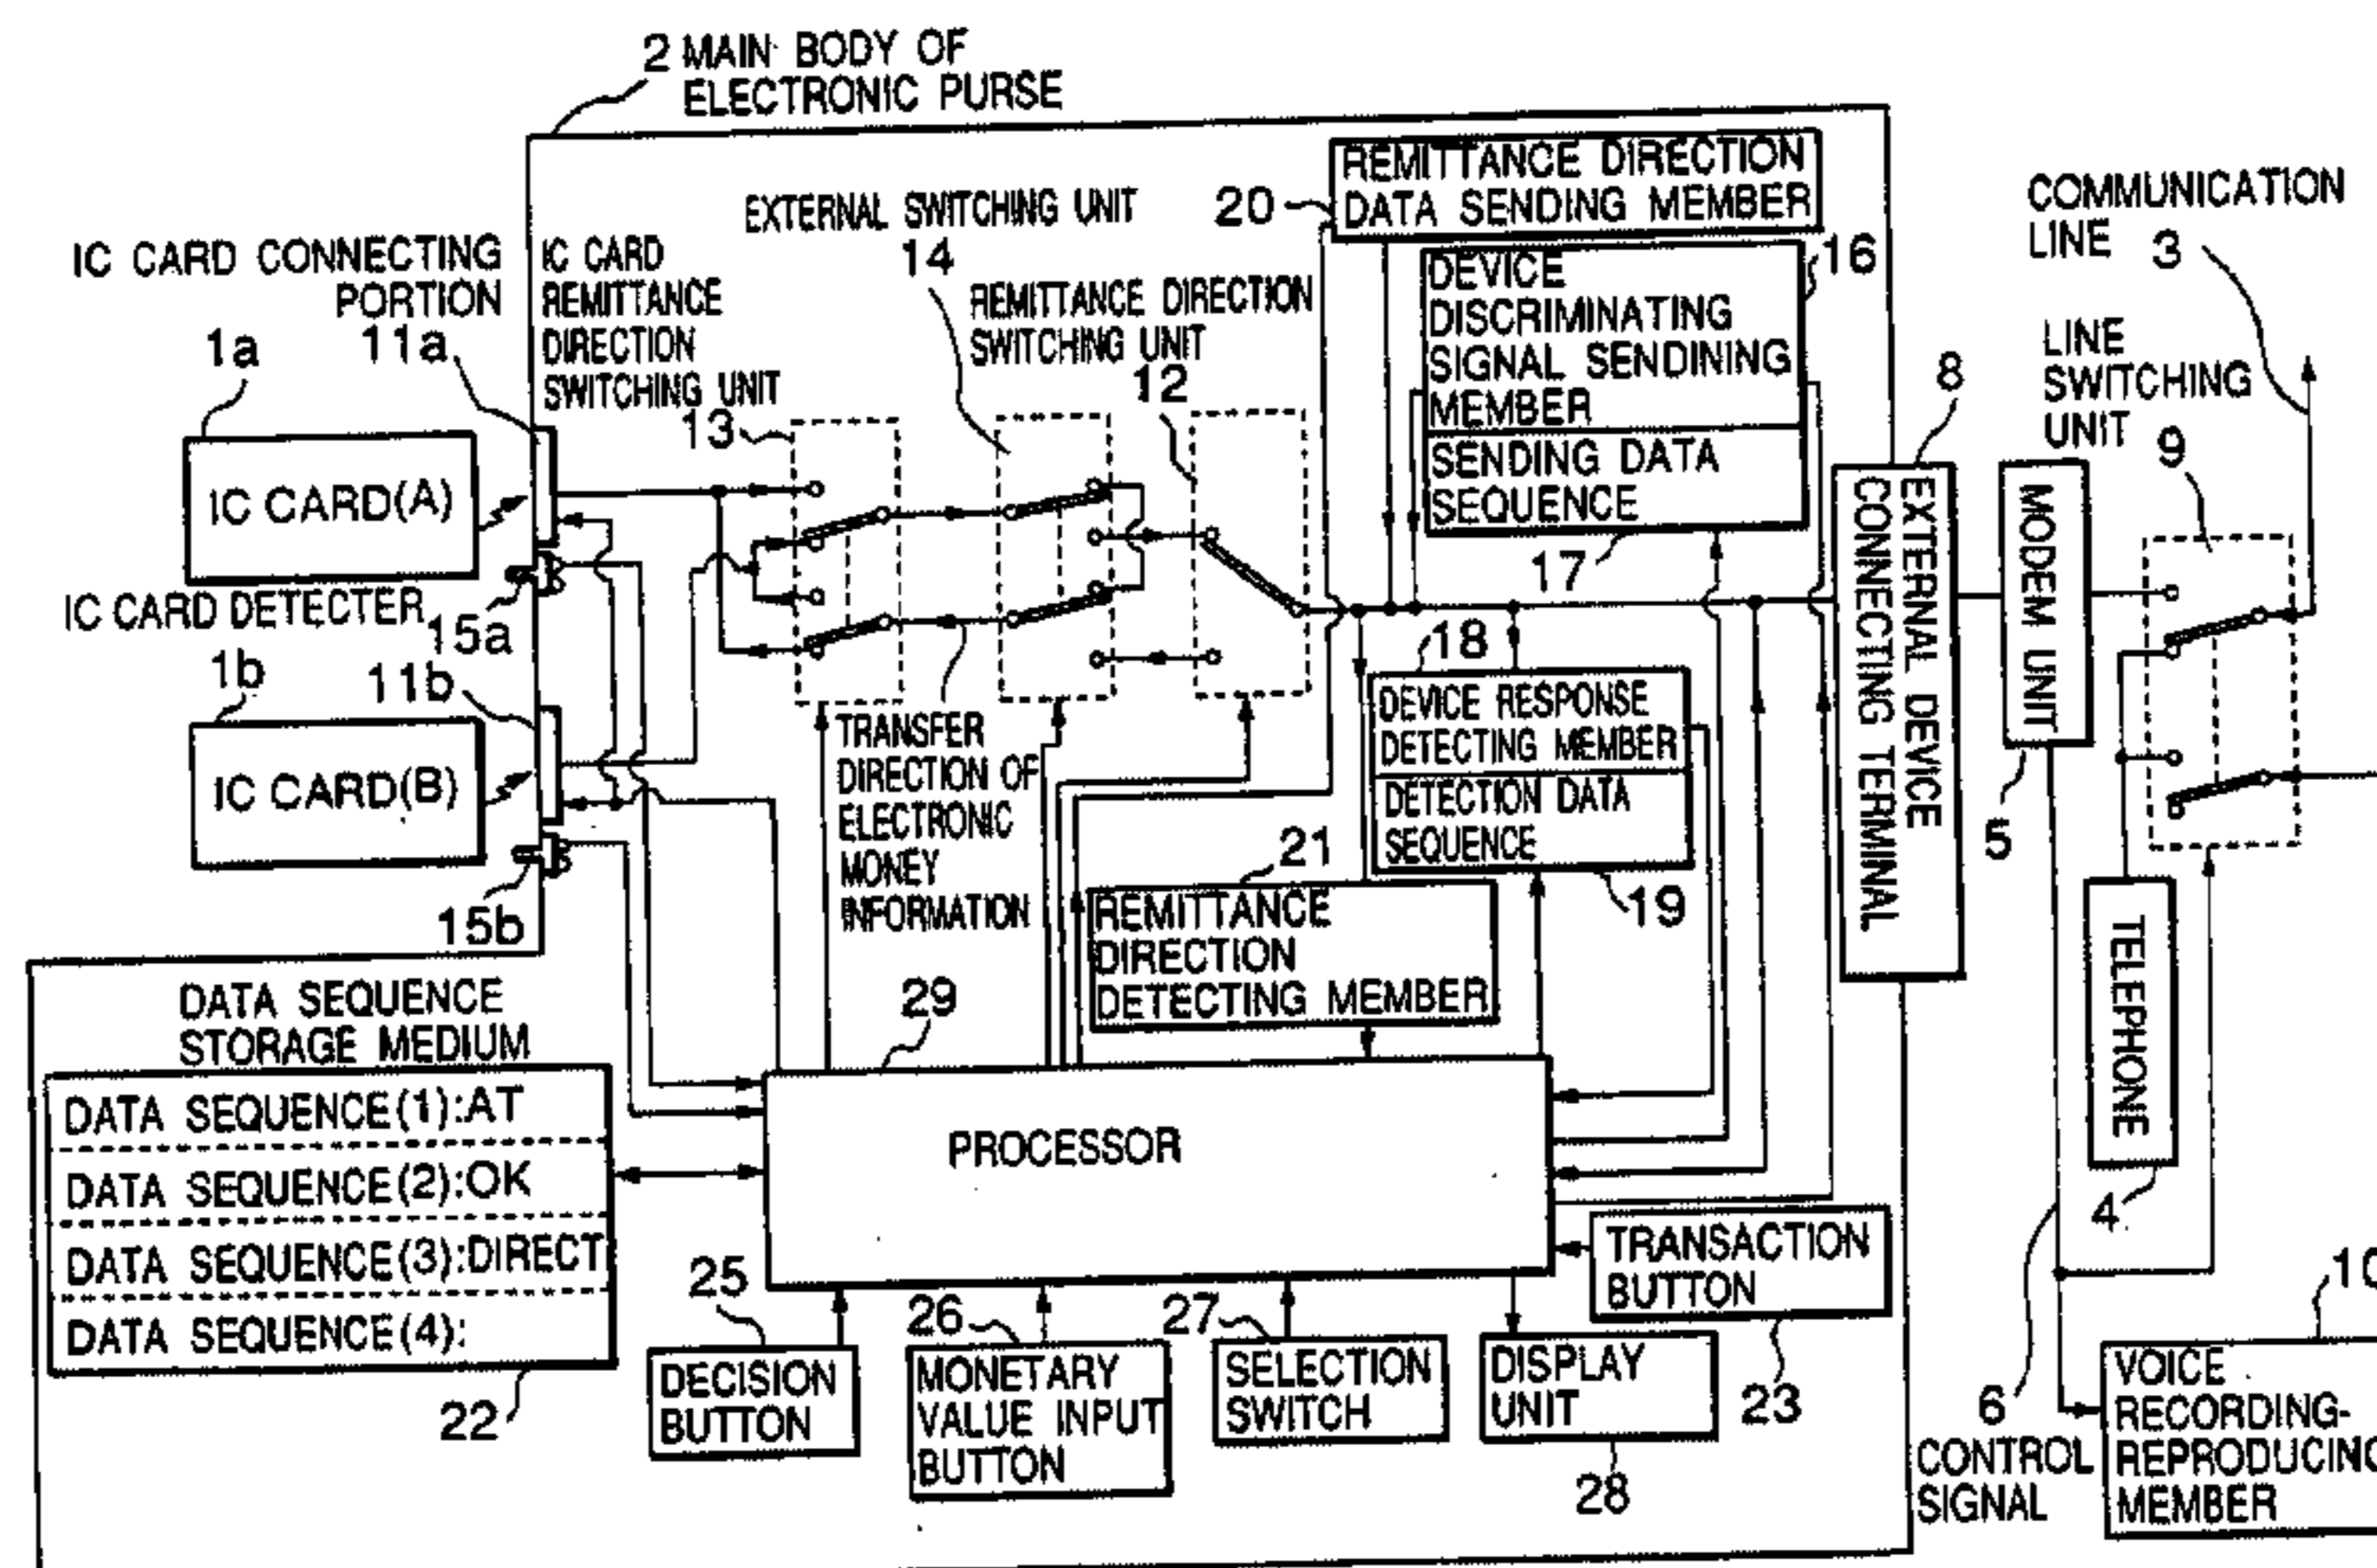 2 MAIN BODY OF
ELECTRONIC PURSE
REMITTANCE DIRECTION
DATA SENDING MEMBER
20
EXTERNAL SWITCHING UNIT
14
COMMUNICATION
LINE 3
IC CARD CONNECTING
PORTION
11a
1a
IC CARD
REMITTANCE
DIRECTION
SWITCHING UNIT
13
REMITTANCE DIRECTION
SWITCHING UNIT
12
DEVICE
DISCRIMINATING
SIGNAL SENDINING
MEMBER
16
SENDING DATA
SEQUENCE
17
8
EXTERNAL DEVICE
CONNECTING TERMINAL
LINE
SWITCHING
UNIT
9
MODEM UNIT
5
IC CARD(A)
IC CARD DETECTER
15a
1b
11b
IC CARD(B)
15b
TRANSFER
DIRECTION OF
ELECTRONIC
MONEY
INFORMATION
18
DEVICE RESPONSE
DETECTING MEMBER
DETECTION DATA
SEQUENCE
19
21
REMITTANCE
DIRECTION
DETECTING MEMBER
TELEPHONE
4
DATA SEQUENCE
STORAGE MEDIUM
DATA SEQUENCE(1):AT
DATA SEQUENCE(2):OK
DATA SEQUENCE(3):DIRECT
DATA SEQUENCE(4):
22
29
PROCESSOR
25
DECISION
BUTTON
26
MONETARY
VALUE INPUT
BUTTON
27
SELECTION
SWITCH
DISPLAY
UNIT
28
TRANSACTION
BUTTON
23
6
CONTROL
SIGNAL
10
VOICE
RECORDING-
REPRODUCING
MEMBER